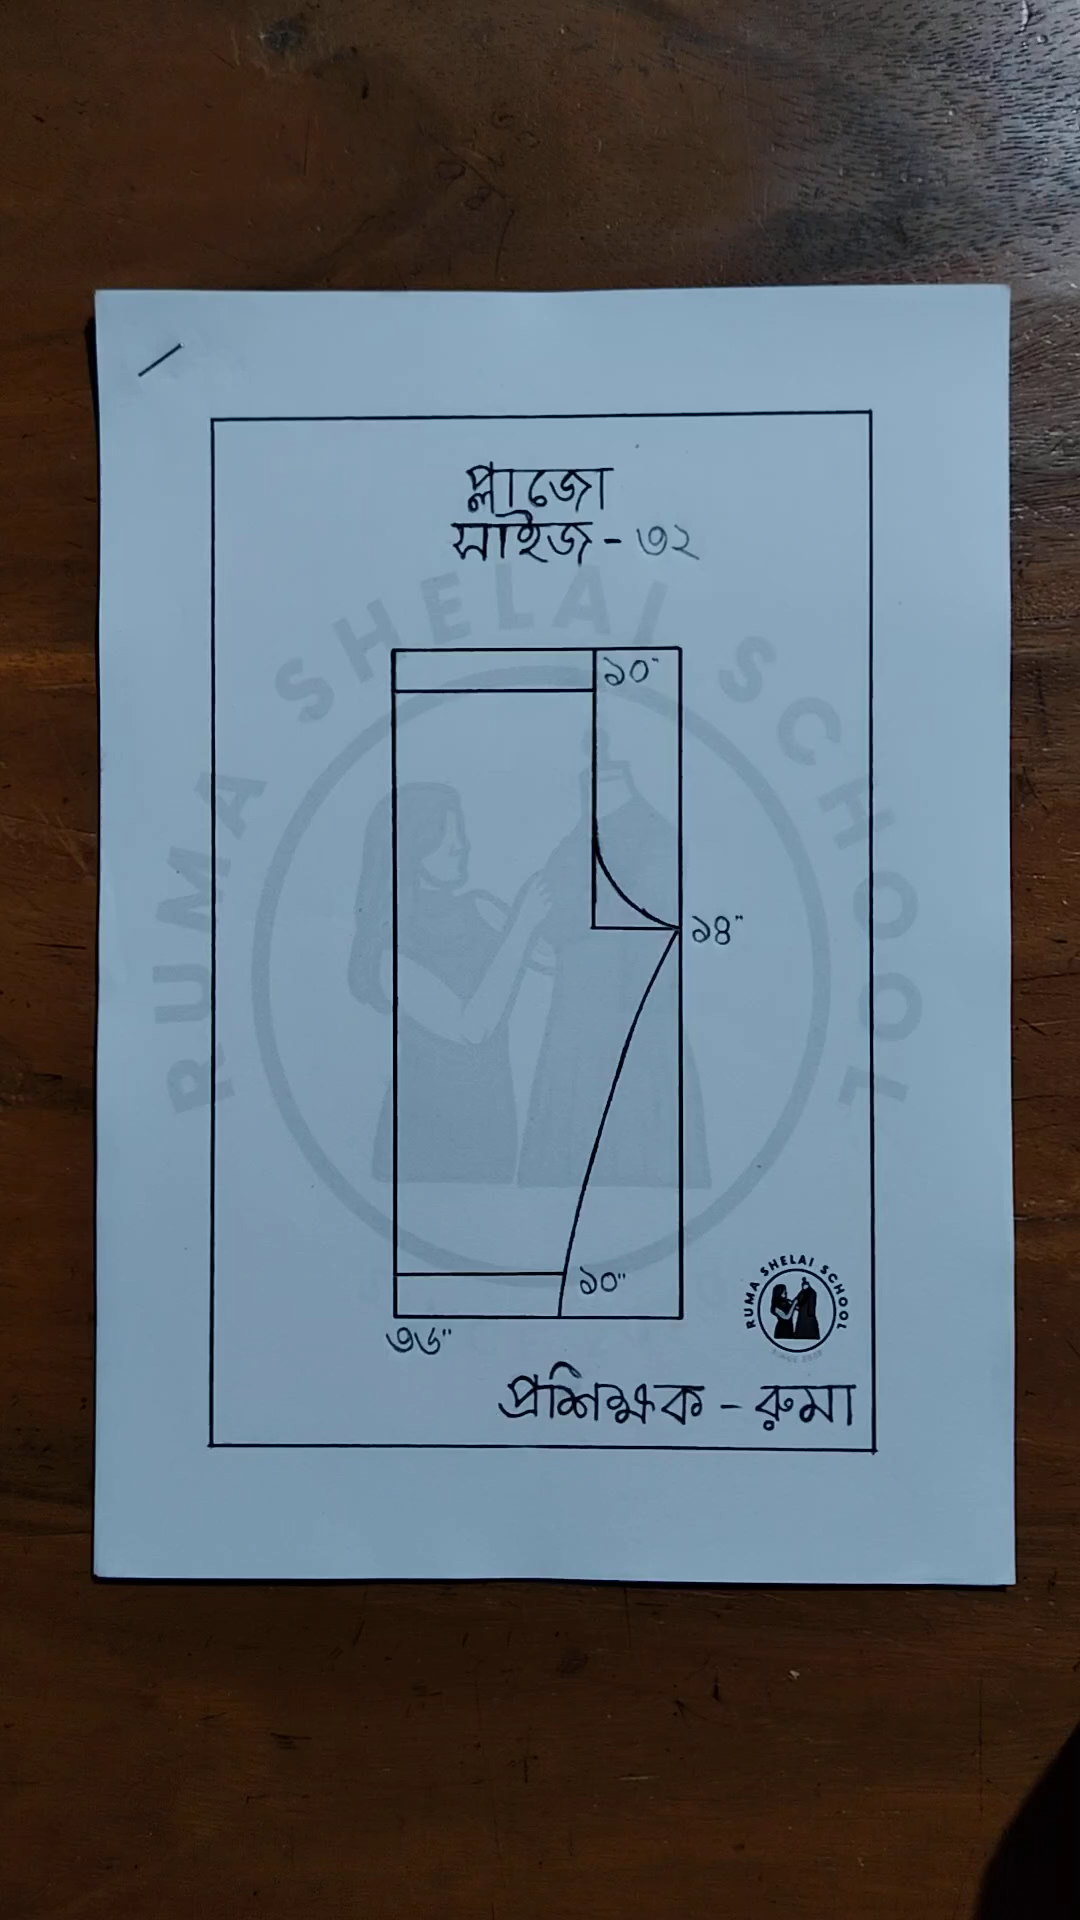 প্লাজো
সাইজ - ৩২
১০"
১৪"
১০"
৩৬"
RUMA SHELAI SCHOOL
RUMA SHELAI SCHOOL
প্রশিক্ষক - রুমা